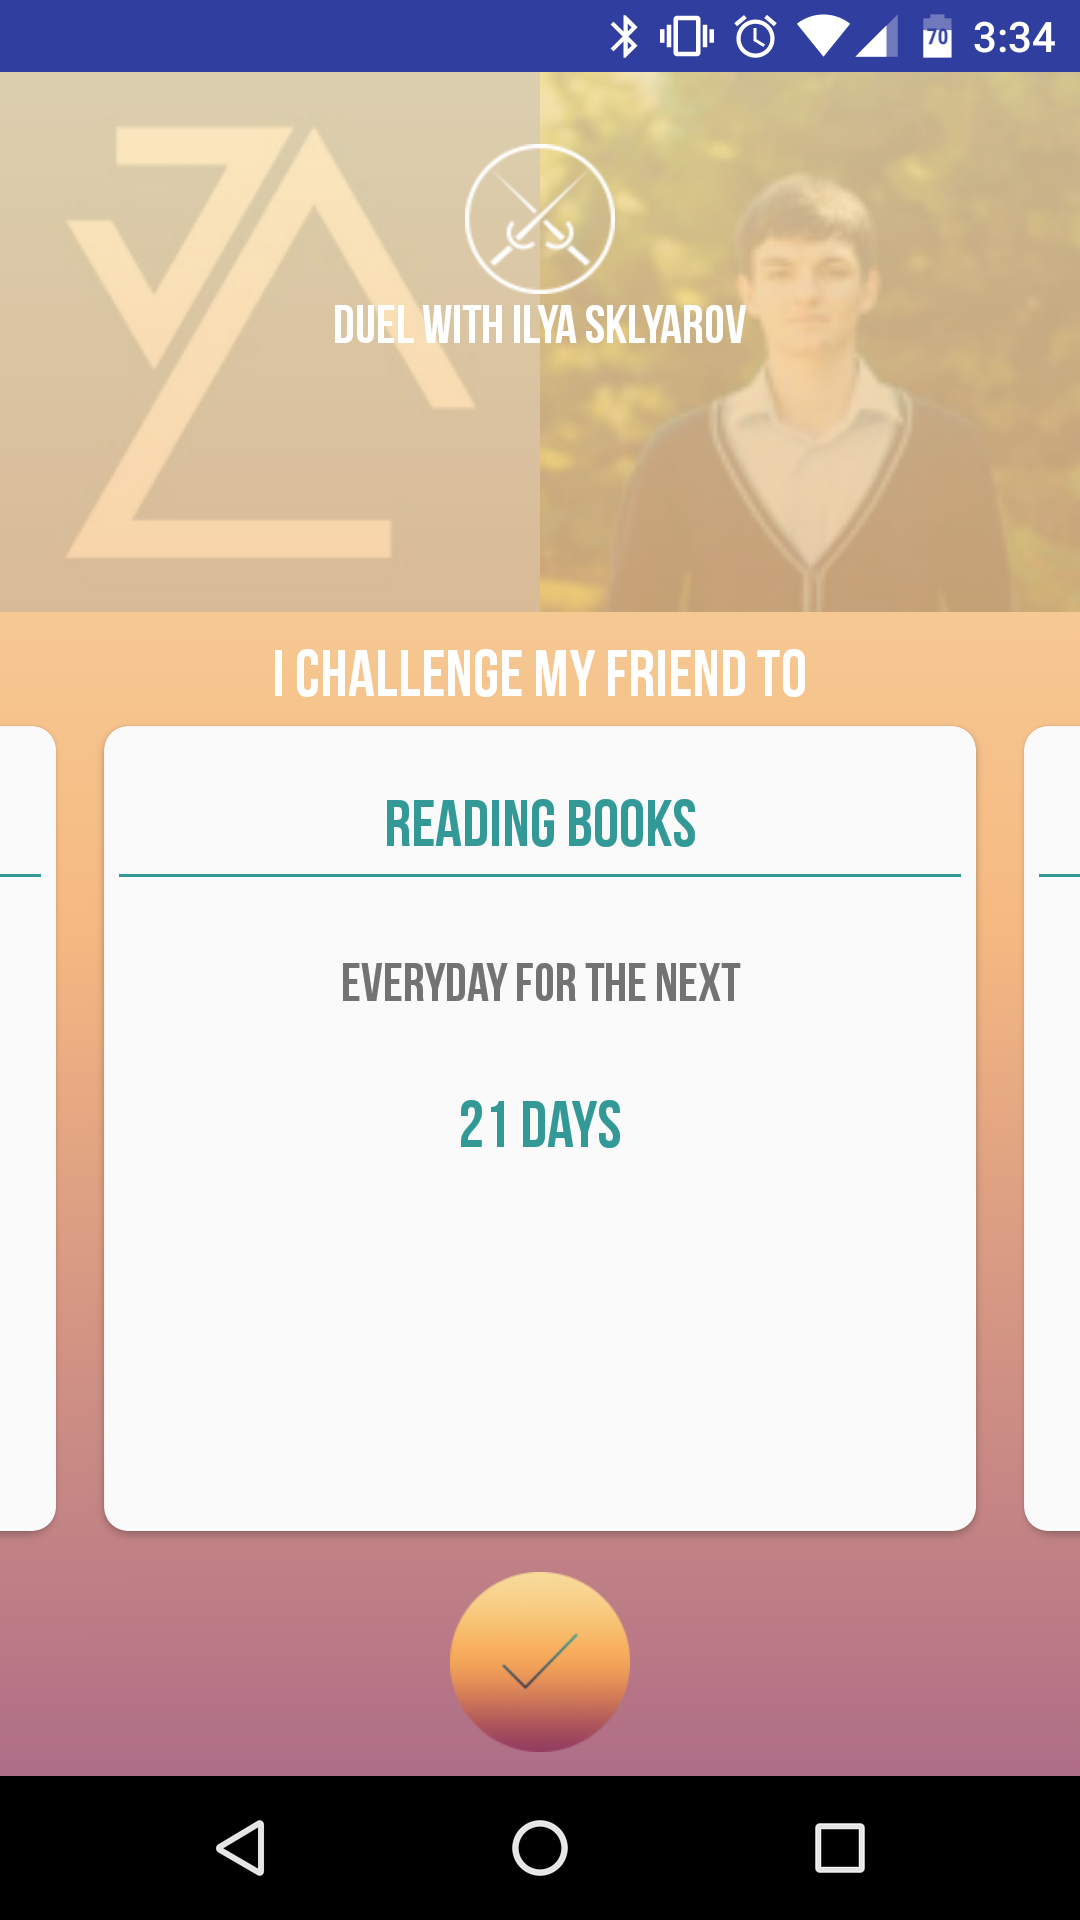 70 3:34
DUEL WITH ILYA SKLYAROV
I CHALLENGE MY FRIEND TO
READING BOOKS
EVERYDAY FOR THE NEXT
21 DAYS